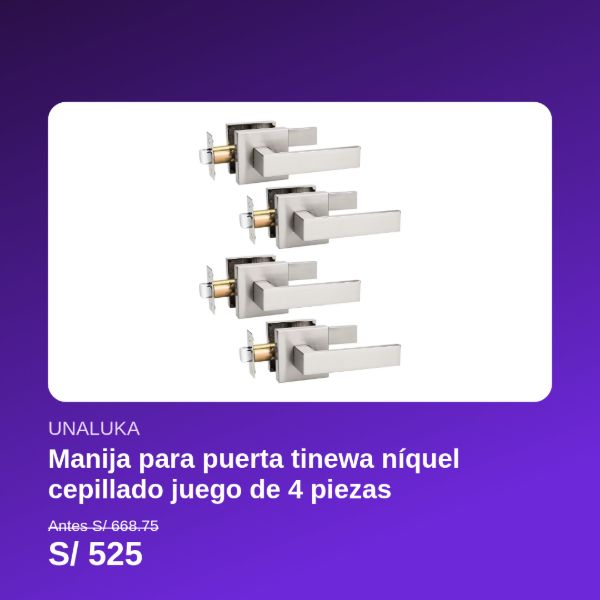 UNALUKA
Manija para puerta tinewa níquel
cepillado juego de 4 piezas
Antes S/ 668.75
S/ 525